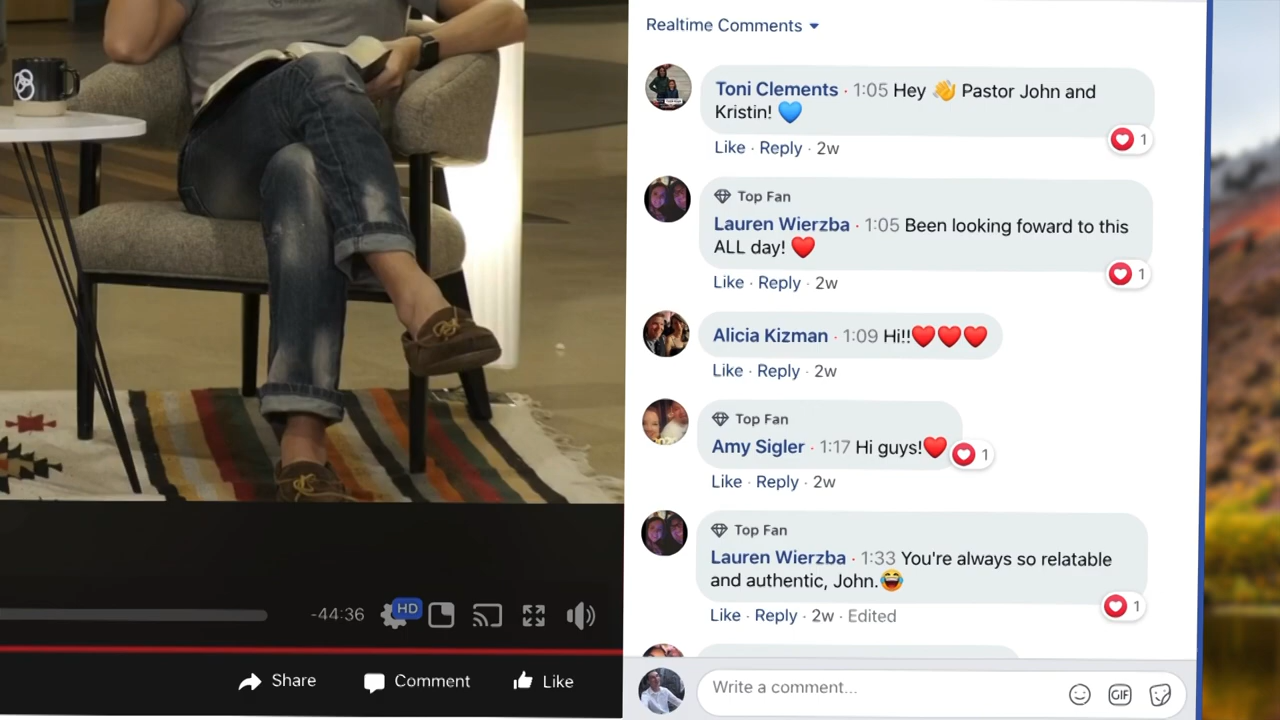 Realtime Comments
Toni Clements · 1:05 Hey 👋 Pastor John and
Kristin! 💙
1
Like · Reply · 2w
Top Fan
Lauren Wierzba · 1:05 Been looking foward to this
ALL day! ❤️
1
Like · Reply · 2w
Alicia Kizman · 1:09 Hi!!❤️❤️❤️
Like · Reply · 2w
Top Fan
Amy Sigler · 1:17 Hi guys!❤️
1
Like · Reply · 2w
Top Fan
Lauren Wierzba · 1:33 You're always so relatable
and authentic, John.😂
1
Like · Reply · 2w · Edited
-44:36
HD
Share
Comment
Like
Write a comment...
GIF